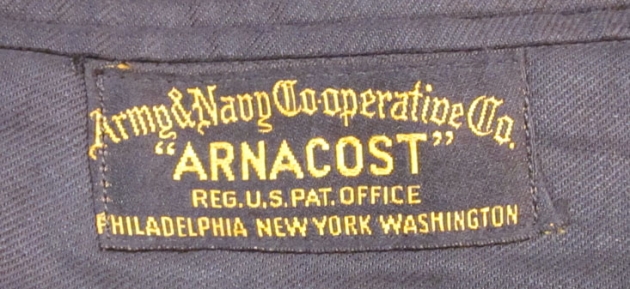 Army & Navy Co-operative Co.
"ARNACOST"
REG. U.S. PAT. OFFICE
PHILADELPHIA NEW YORK WASHINGTON